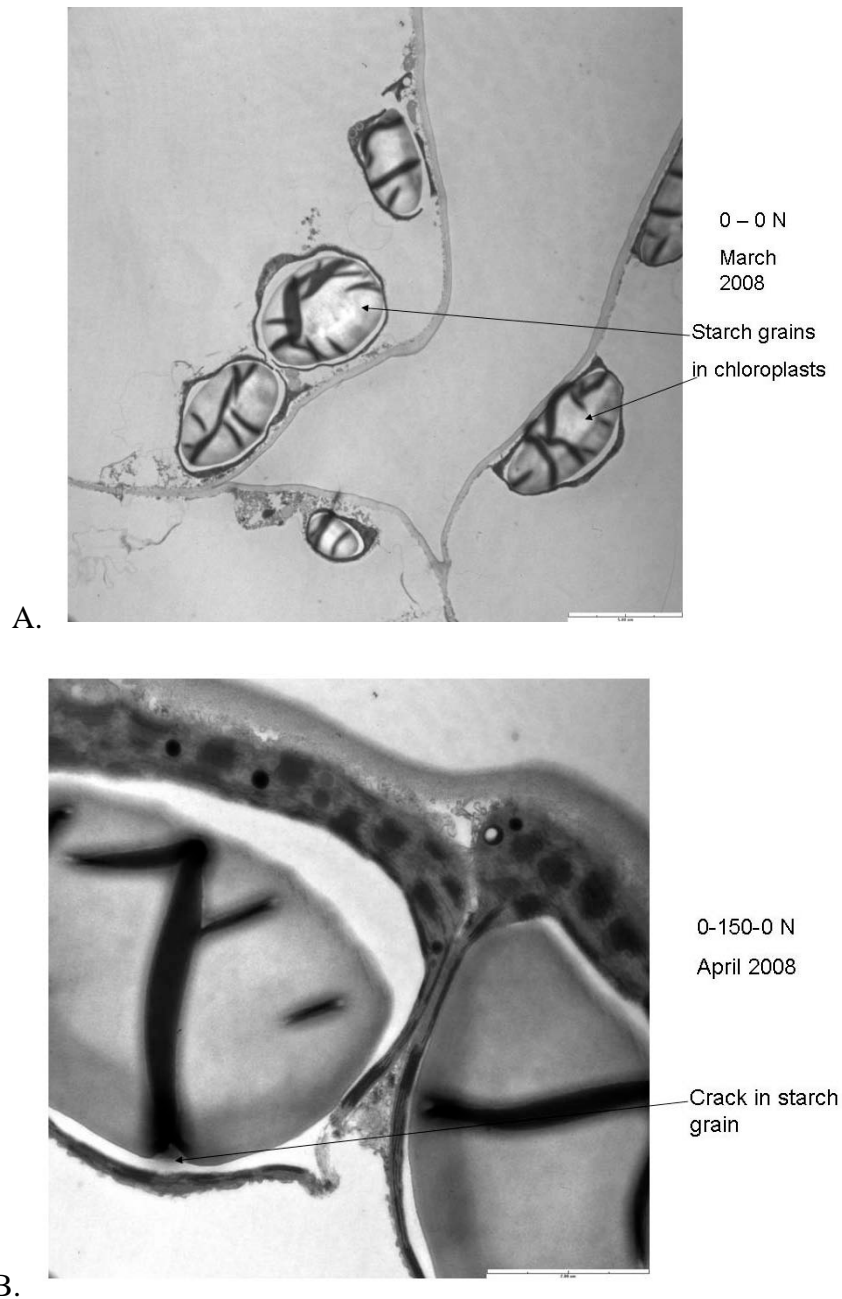 0 – 0 N
March
2008
Starch grains
in chloroplasts
A.
0-150-0 N
April 2008
Crack in starch
grain
B.